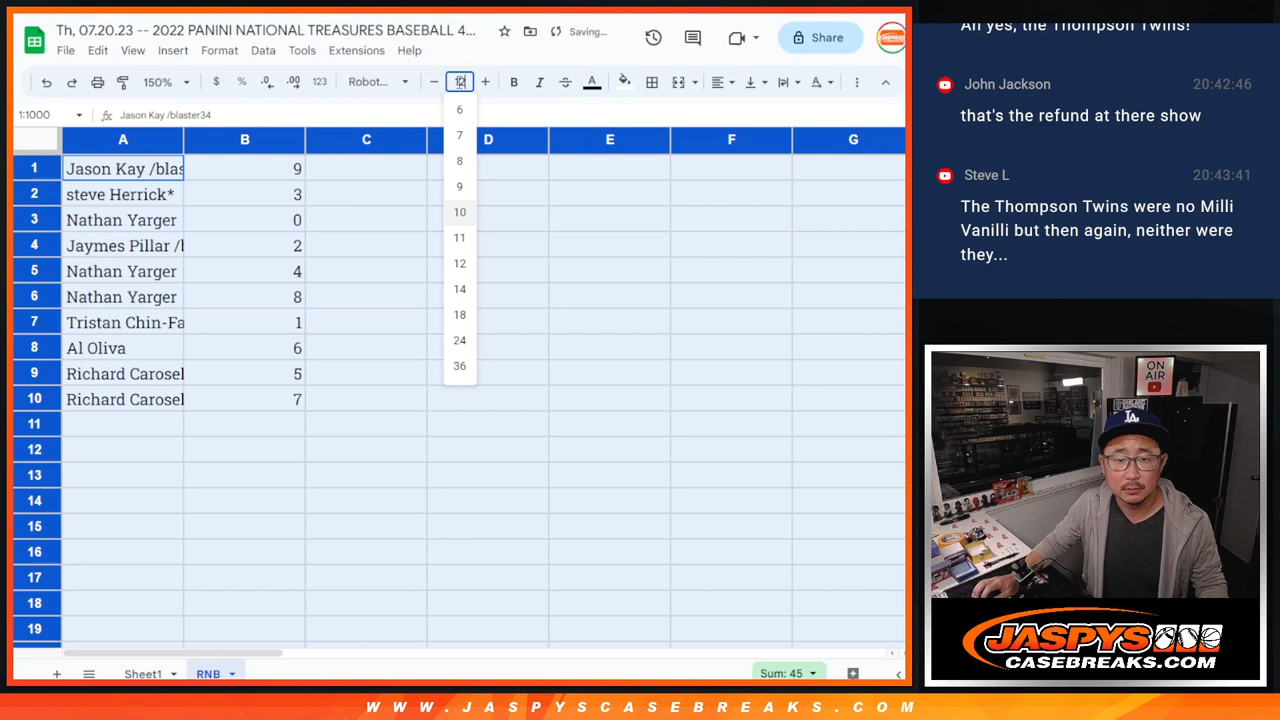 Th, 07.20.23 -- 2022 PANINI NATIONAL TREASURES BASEBALL 4...
Saving...
Share
File Edit View Insert Format Data Tools Extensions Help
150% $ % .0 .00 123 Robot... − + B I S A
1:1000 fx Jason Kay /blaster34
A B C D E F G
1 Jason Kay /blas 9
2 steve Herrick* 3
3 Nathan Yarger 0
4 Jaymes Pillar /b 2
5 Nathan Yarger 4
6 Nathan Yarger 8
7 Tristan Chin-Fa 1
8 Al Oliva 6
9 Richard Carosel 5
10 Richard Carosel 7
11
12
13
14
15
16
17
18
19
6
7
8
9
10
11
12
14
18
24
36
Sheet1 RNB Sum: 45
Ah yes, the Thompson Twins!
John Jackson 20:42:46
that's the refund at there show
Steve L 20:43:41
The Thompson Twins were no Milli
Vanilli but then again, neither were
they...
ON
AIR
LA
JASPYS
CASEBREAKS.COM
WWW.JASPYSCASEBREAKS.COM